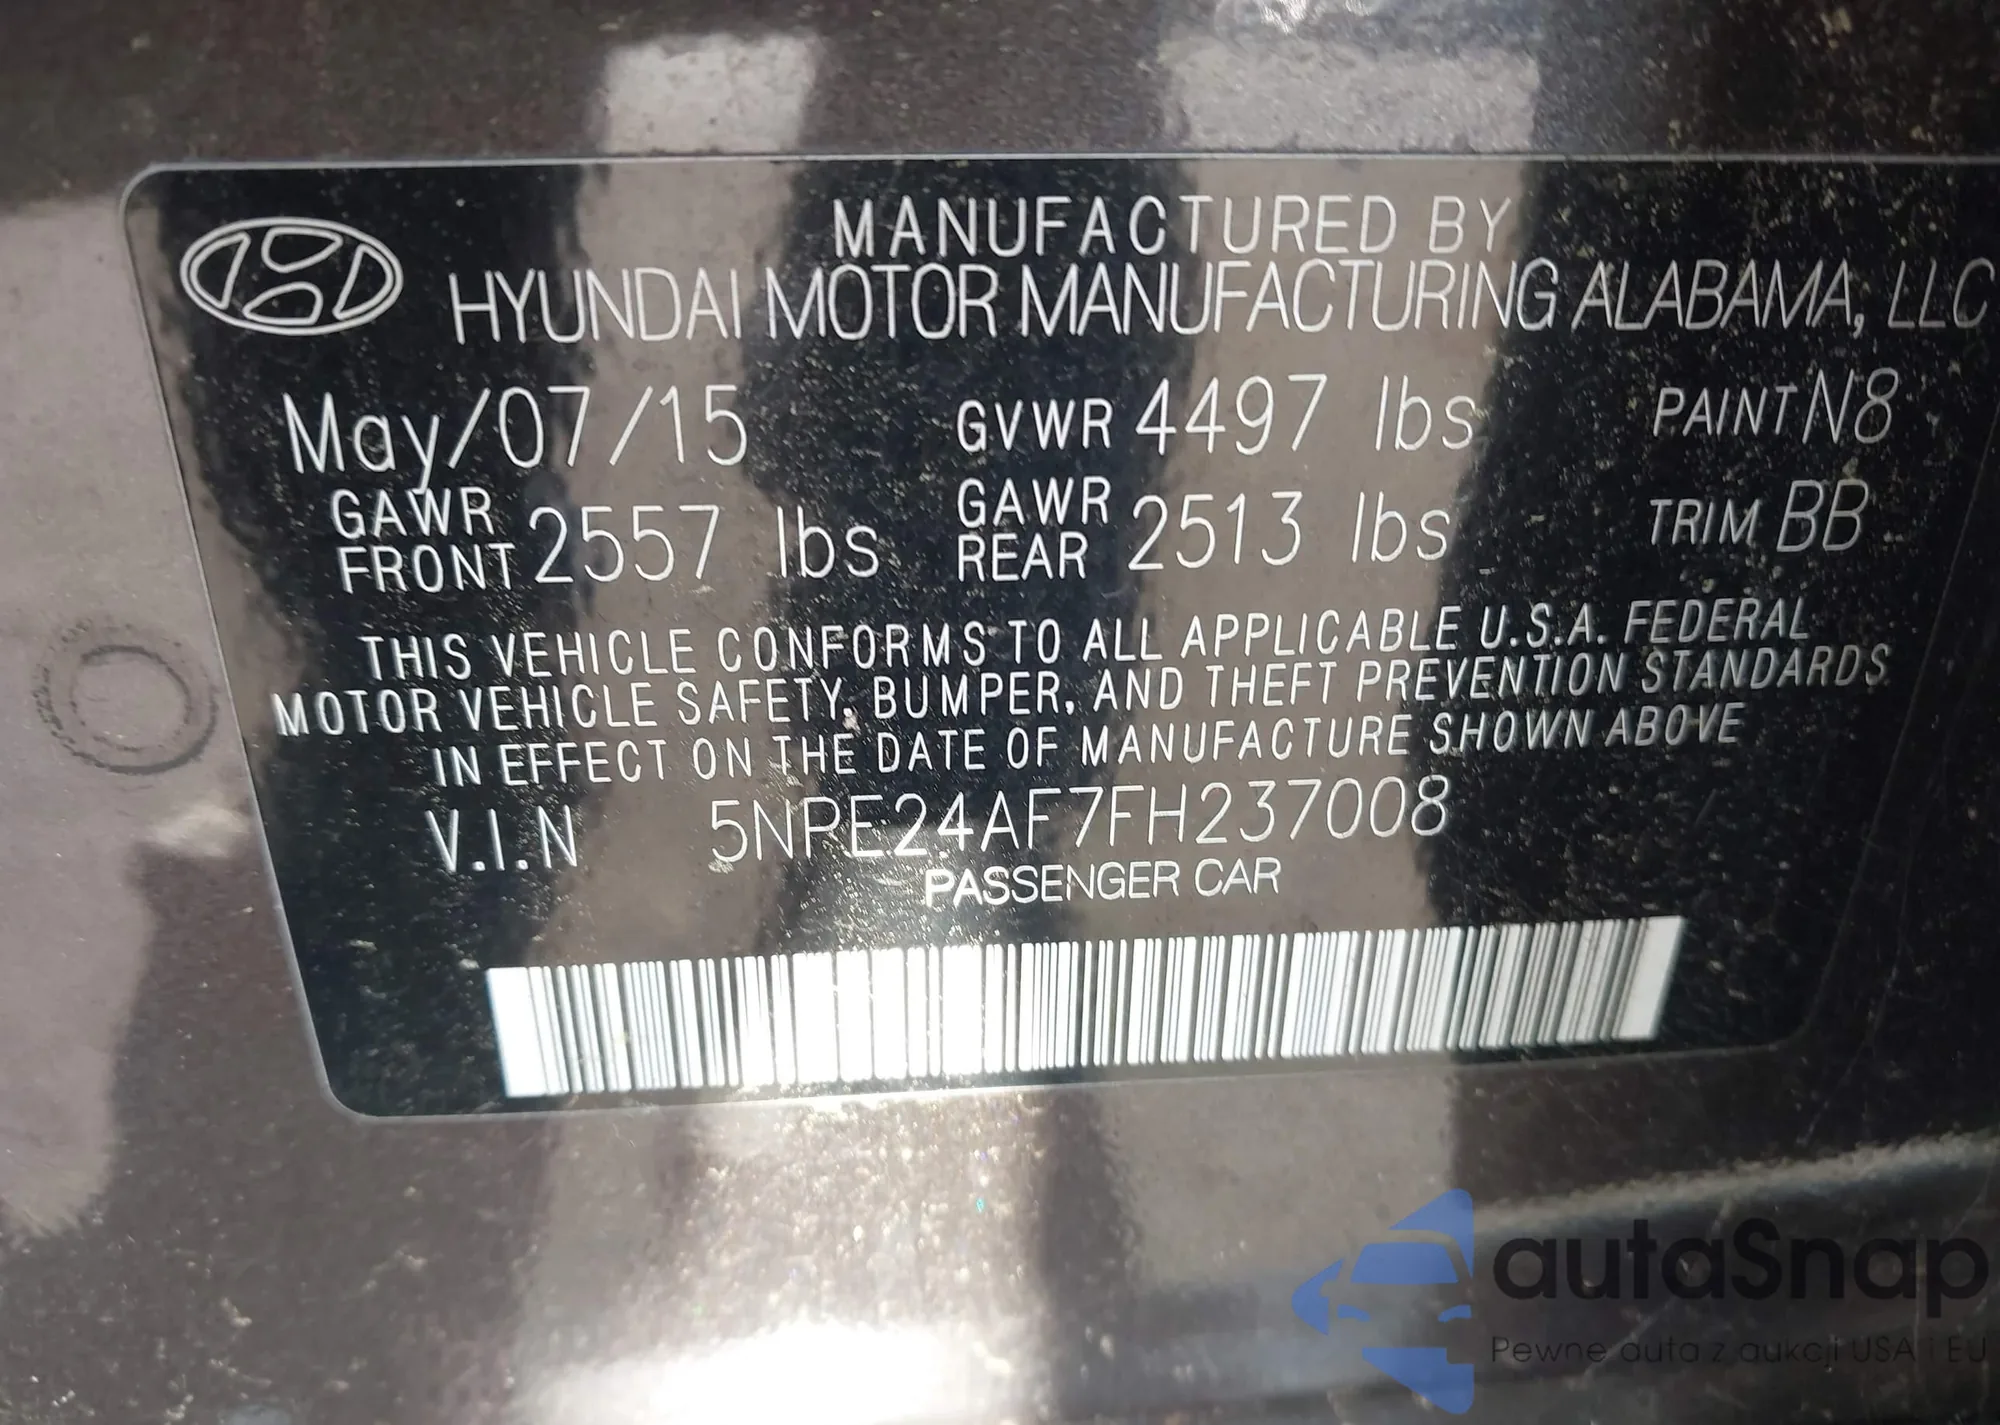 MANUFACTURED BY
HYUNDAI MOTOR MANUFACTURING ALABAMA, LLC
May/07/15 GVWR 4497 lbs PAINT N8
GAWR FRONT 2557 lbs GAWR REAR 2513 lbs TRIM BB
THIS VEHICLE CONFORMS TO ALL APPLICABLE U.S.A. FEDERAL
MOTOR VEHICLE SAFETY, BUMPER, AND THEFT PREVENTION STANDARDS
IN EFFECT ON THE DATE OF MANUFACTURE SHOWN ABOVE
V.I.N 5NPE24AF7FH237008
PASSENGER CAR
autaSnap
Pewne auta z aukcji USA i EU